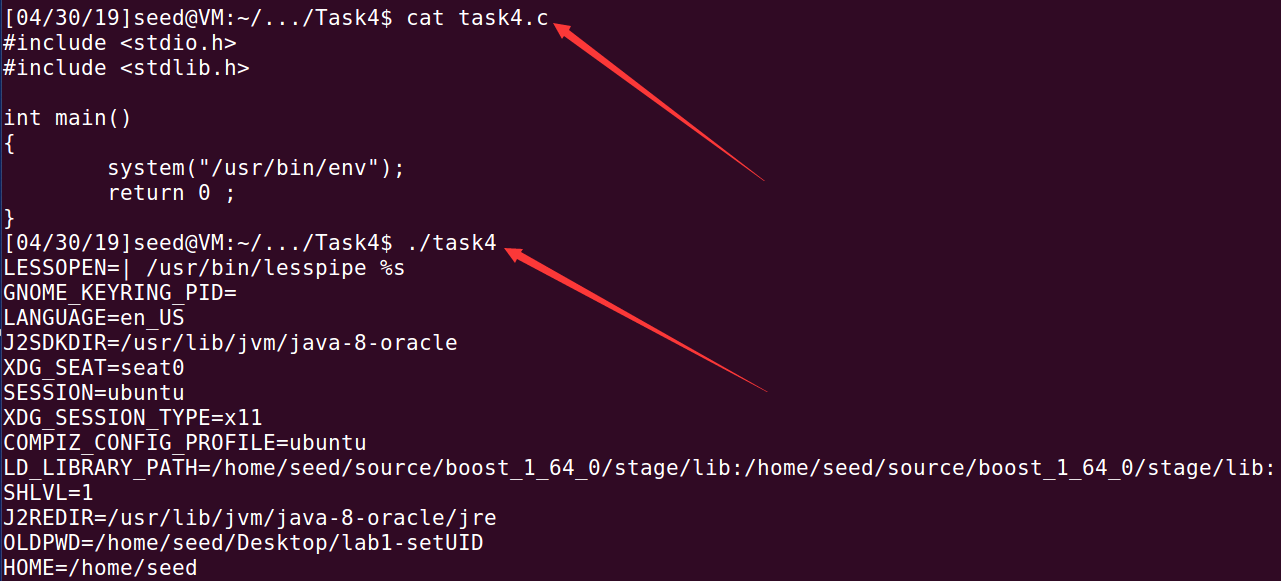 [04/30/19]seed@VM:~/.../Task4$ cat task4.c
#include <stdio.h>
#include <stdlib.h>
int main()
{
system("/usr/bin/env");
return 0 ;
}
[04/30/19]seed@VM:~/.../Task4$ ./task4
LESSOPEN=| /usr/bin/lesspipe %s
GNOME_KEYRING_PID=
LANGUAGE=en_US
J2SDKDIR=/usr/lib/jvm/java-8-oracle
XDG_SEAT=seat0
SESSION=ubuntu
XDG_SESSION_TYPE=x11
COMPIZ_CONFIG_PROFILE=ubuntu
LD_LIBRARY_PATH=/home/seed/source/boost_1_64_0/stage/lib:/home/seed/source/boost_1_64_0/stage/lib:
SHLVL=1
J2REDIR=/usr/lib/jvm/java-8-oracle/jre
OLDPWD=/home/seed/Desktop/lab1-setUID
HOME=/home/seed